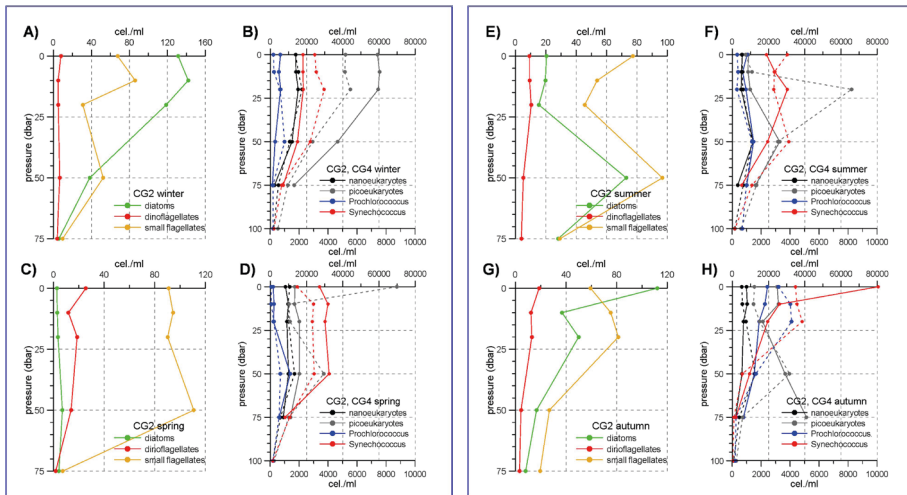 A)
cel./ml
0 40 80 120 160
0
25
50
75
pressure (dbar)
CG2 winter
diatoms
dinoflagellates
small flagellates
B)
cel./ml
0 20000 40000 60000 80000
0
25
50
75
100
pressure (dbar)
CG2, CG4 winter
nanoeukaryotes
picoeukaryotes
Prochlorococcus
Synechococcus
0 2000 4000 6000 8000 10000
C)
cel./ml
0 40 80 120
0
25
50
75
pressure (dbar)
CG2 spring
diatoms
dinoflagellates
small flagellates
D)
cel./ml
0 20000 40000 60000 80000
0
25
50
75
100
pressure (dbar)
CG2, CG4 spring
nanoeukaryotes
picoeukaryotes
Prochlorococcus
Synechococcus
0 2000 4000 6000 8000 10000
cel./ml
E)
cel./ml
0 20 40 60 80 100
0
25
50
75
pressure (dbar)
CG2 summer
diatoms
dinoflagellates
small flagellates
F)
cel./ml
0 20000 40000 60000 80000
0
25
50
75
100
pressure (dbar)
CG2, CG4 summer
nanoeukaryotes
picoeukaryotes
Prochlorococcus
Synechococcus
0 2000 4000 6000 8000 10000
G)
cel./ml
0 40 80 120
0
25
50
75
pressure (dbar)
CG2 autumn
diatoms
dinoflagellates
small flagellates
H)
cel./ml
0 20000 40000 60000 80000
0
25
50
75
100
pressure (dbar)
CG2, CG4 autumn
nanoeukaryotes
picoeukaryotes
Prochlorococcus
Synechococcus
0 2000 4000 6000 8000 10000
cel./ml